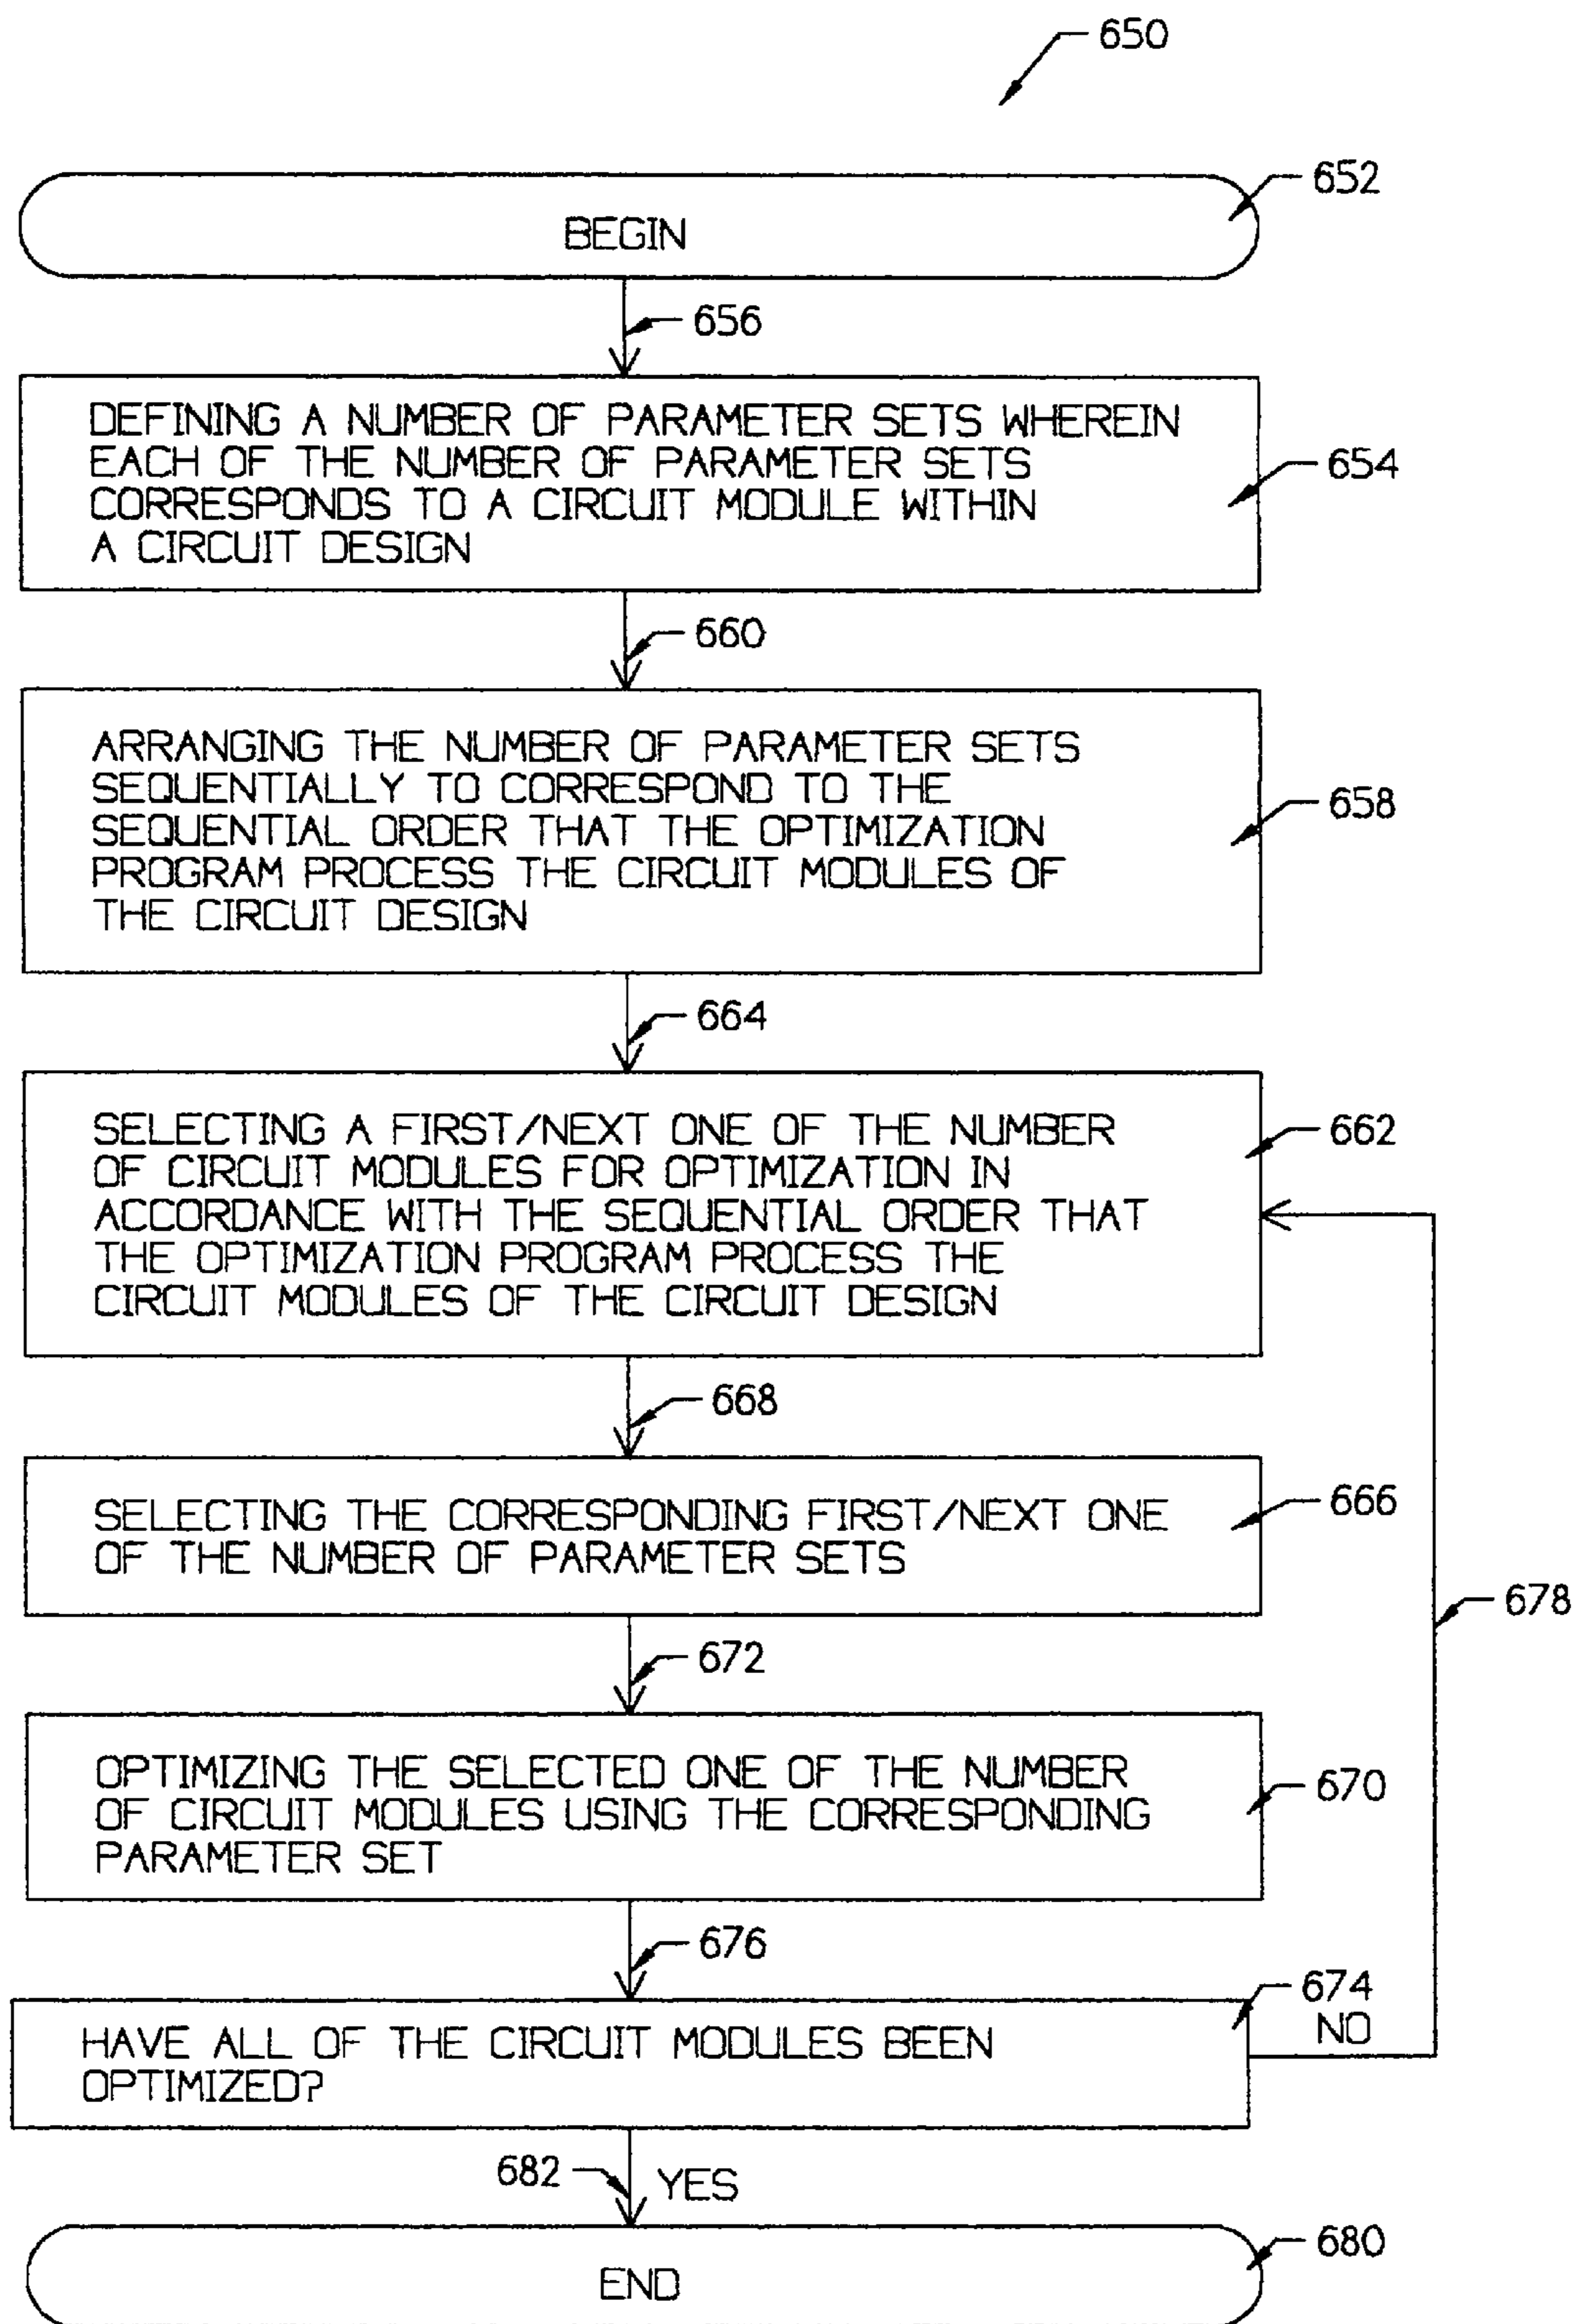 650
652
BEGIN
656
DEFINING A NUMBER OF PARAMETER SETS WHEREIN
EACH OF THE NUMBER OF PARAMETER SETS
CORRESPONDS TO A CIRCUIT MODULE WITHIN
A CIRCUIT DESIGN
654
660
ARRANGING THE NUMBER OF PARAMETER SETS
SEQUENTIALLY TO CORRESPOND TO THE
SEQUENTIAL ORDER THAT THE OPTIMIZATION
PROGRAM PROCESS THE CIRCUIT MODULES OF
THE CIRCUIT DESIGN
658
664
SELECTING A FIRST/NEXT ONE OF THE NUMBER
OF CIRCUIT MODULES FOR OPTIMIZATION IN
ACCORDANCE WITH THE SEQUENTIAL ORDER THAT
THE OPTIMIZATION PROGRAM PROCESS THE
CIRCUIT MODULES OF THE CIRCUIT DESIGN
662
668
SELECTING THE CORRESPONDING FIRST/NEXT ONE
OF THE NUMBER OF PARAMETER SETS
666
678
672
OPTIMIZING THE SELECTED ONE OF THE NUMBER
OF CIRCUIT MODULES USING THE CORRESPONDING
PARAMETER SET
670
676
674
NO
HAVE ALL OF THE CIRCUIT MODULES BEEN
OPTIMIZED?
682
YES
680
END